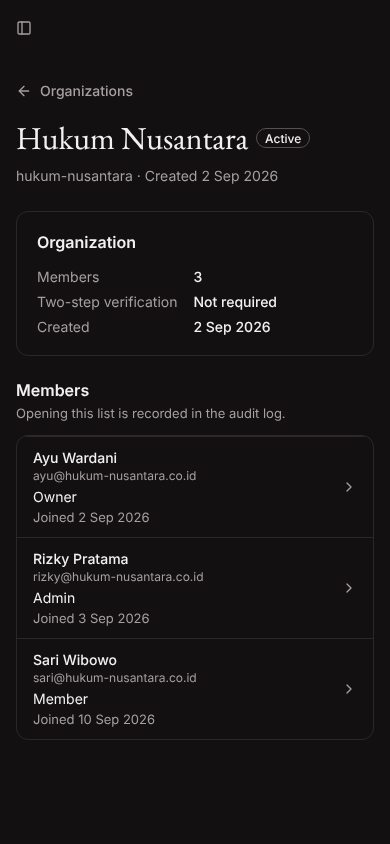 Organizations
Hukum Nusantara Active
hukum-nusantara · Created 2 Sep 2026
Organization
Members 3
Two-step verification Not required
Created 2 Sep 2026
Members
Opening this list is recorded in the audit log.
Ayu Wardani
ayu@hukum-nusantara.co.id
Owner
Joined 2 Sep 2026
Rizky Pratama
rizky@hukum-nusantara.co.id
Admin
Joined 3 Sep 2026
Sari Wibowo
sari@hukum-nusantara.co.id
Member
Joined 10 Sep 2026